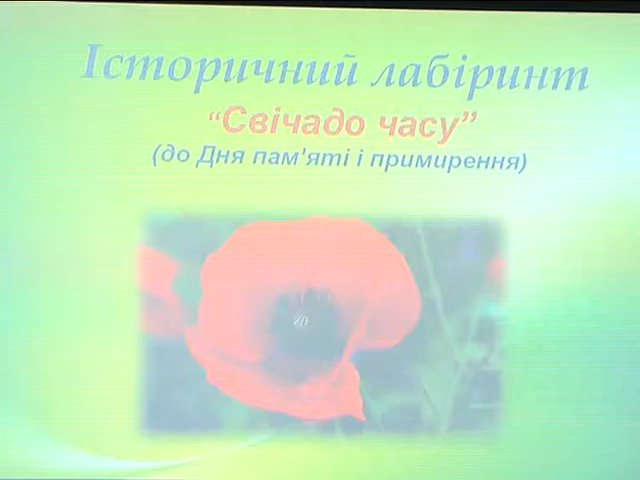 Історичний лабіринт
“Свічадо часу”
(до Дня пам'яті і примирення)